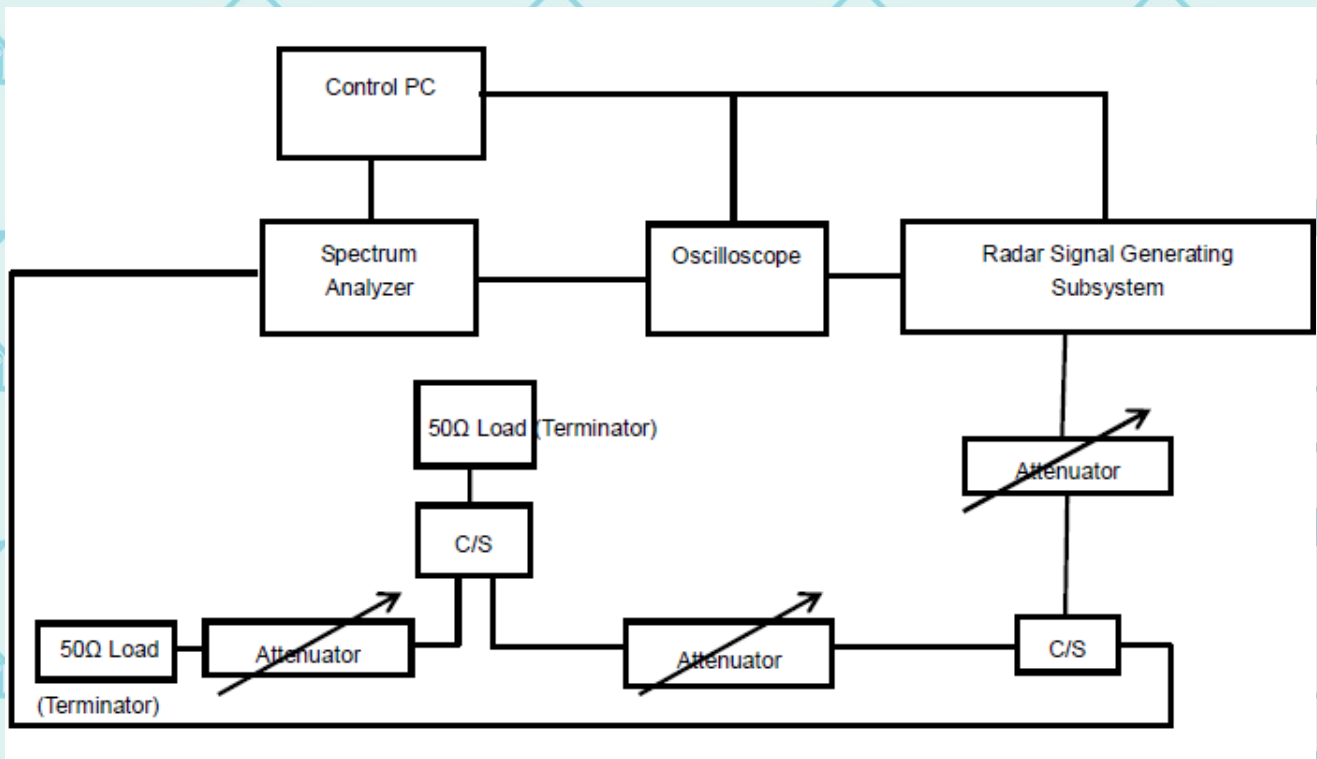 Control PC
Spectrum
Analyzer
Oscilloscope
Radar Signal Generating
Subsystem
50Ω Load (Terminator)
Attenuator
C/S
50Ω Load
(Terminator)
Attenuator
Attenuator
C/S